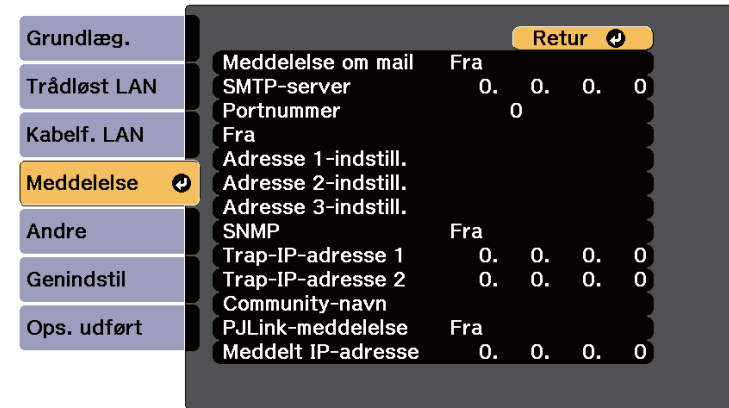 Grundlæg.
Trådløst LAN
Kabelf. LAN
Meddelelse
Andre
Genindstil
Ops. udført
Retur
Meddelelse om mail Fra
SMTP-server 0. 0. 0. 0
Portnummer 0
Fra
Adresse 1-indstill.
Adresse 2-indstill.
Adresse 3-indstill.
SNMP Fra
Trap-IP-adresse 1 0. 0. 0. 0
Trap-IP-adresse 2 0. 0. 0. 0
Community-navn
PJLink-meddelelse Fra
Meddelt IP-adresse 0. 0. 0. 0